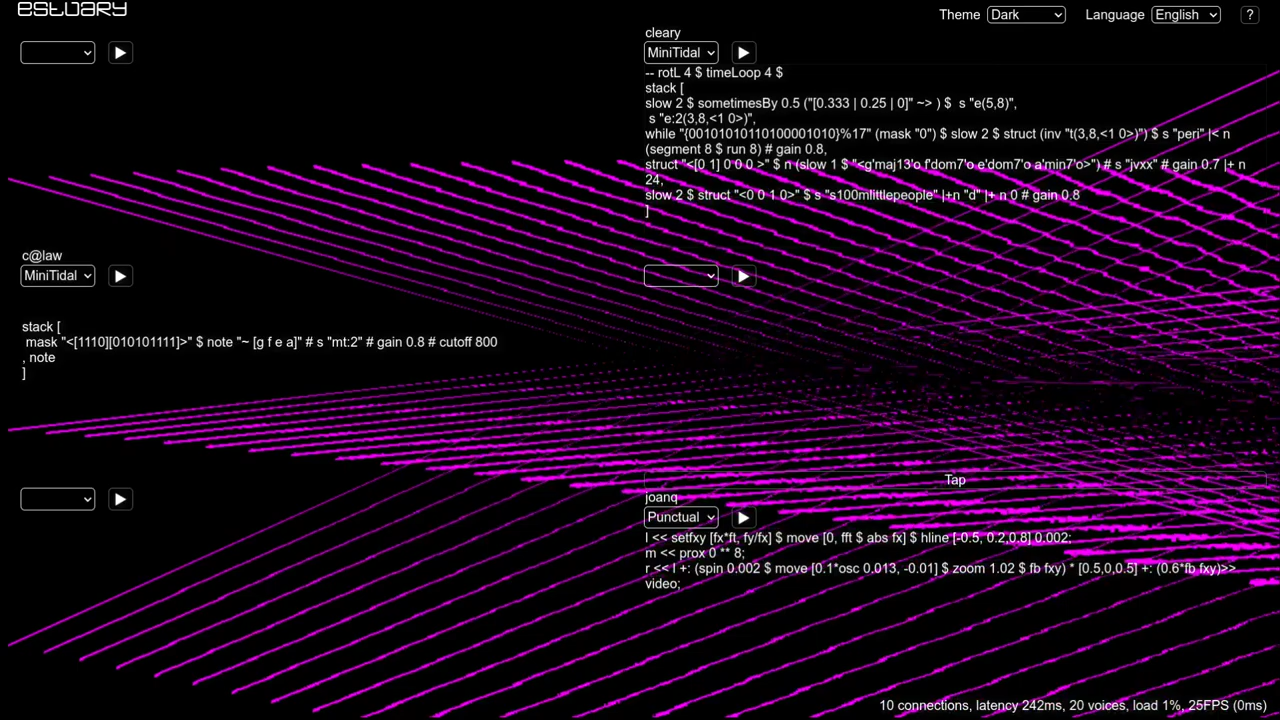 estuary
Theme Dark Language English ?
cleary
MiniTidal
-- rotL 4 $ timeLoop 4 $
stack [
slow 2 $ sometimesBy 0.5 ("[0.333 | 0.25 | 0]" ~> ) $  s "e(5,8)",
 s "e:2(3,8,<1 0>)",
while "{00101010110100001010}%17" (mask "0") $ slow 2 $ struct (inv "t(3,8,<1 0>)") $ s "peri" |< n
(segment 8 $ run 8) # gain 0.8,
struct "<[0 1] 0 0 0 >" $ n (slow 1 $ "<g'maj13'o f'dom7'o e'dom7'o a'min7'o>") # s "jvxx" # gain 0.7 |+ n
24,
slow 2 $ struct "<0 0 1 0>" $ s "s100mlittlepeople" |+n "d" |+ n 0 # gain 0.8
]
c@law
MiniTidal
stack [
 mask "<[1110][010101111]>" $ note "~ [g f e a]" # s "mt:2" # gain 0.8 # cutoff 800
, note
]
Tap
joanq
Punctual
l << setfxy [fx*ft, fy/fx] $ move [0, fft $ abs fx] $ hline [-0.5, 0.2,0.8] 0.002;
m << prox 0 ** 8;
r << l +: (spin 0.002 $ move [0.1*osc 0.013, -0.01] $ zoom 1.02 $ fb fxy) * [0.5,0,0.5] +: (0.6*fb fxy)>>
video;
10 connections, latency 242ms, 20 voices, load 1%, 25FPS (0ms)